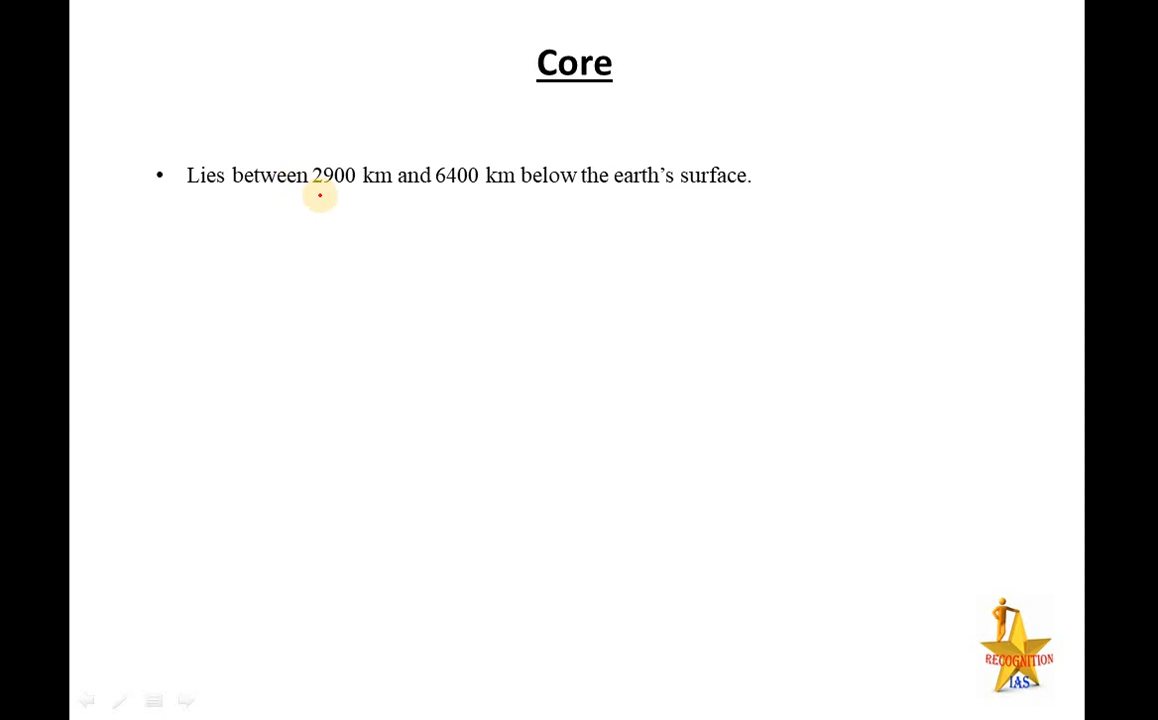 Core
• Lies between 2900 km and 6400 km below the earth’s surface.
RECOGNITION
IAS